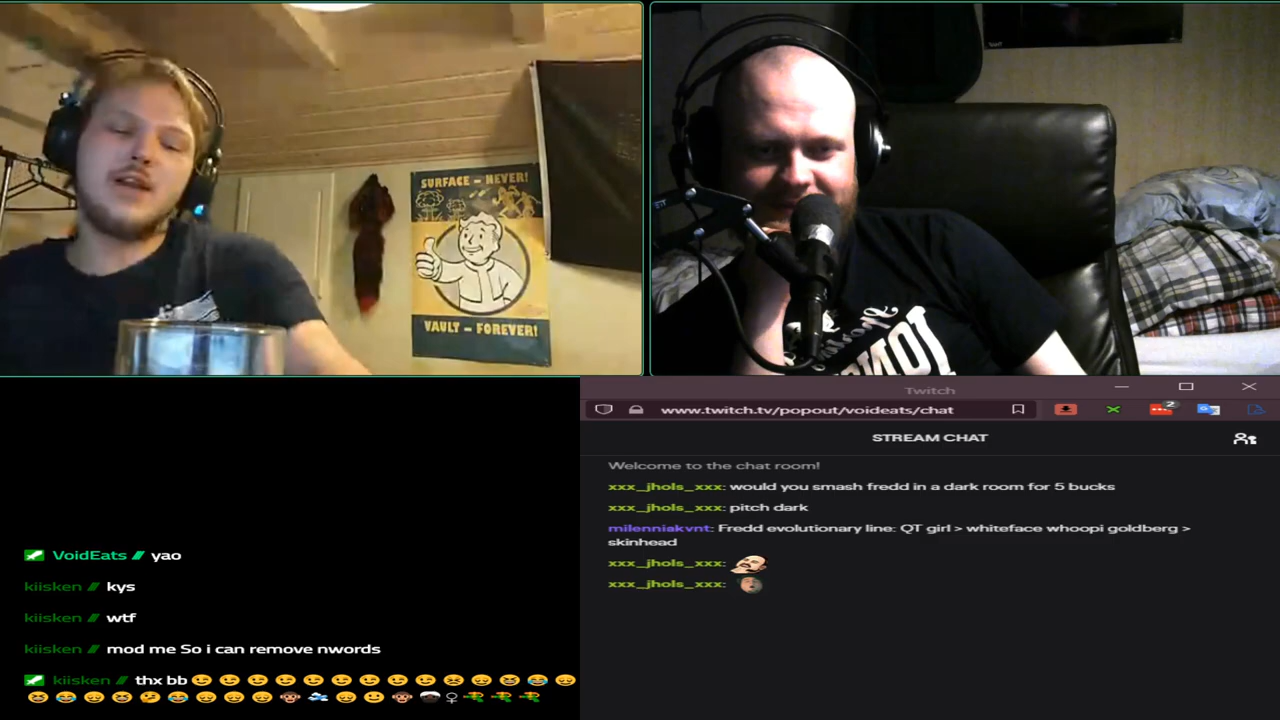 SURFACE - NEVER!
VAULT - FOREVER!
Twitch
www.twitch.tv/popout/voideats/chat
2
STREAM CHAT
Welcome to the chat room!
xxx_jhols_xxx: would you smash fredd in a dark room for 5 bucks
xxx_jhols_xxx: pitch dark
milenniakvnt: Fredd evolutionary line: QT girl > whiteface whoopi goldberg >
skinhead
xxx_jhols_xxx:
xxx_jhols_xxx:
VoidEats // yao
kiisken // kys
kiisken // wtf
kiisken // mod me So i can remove nwords
kiisken // thx bb